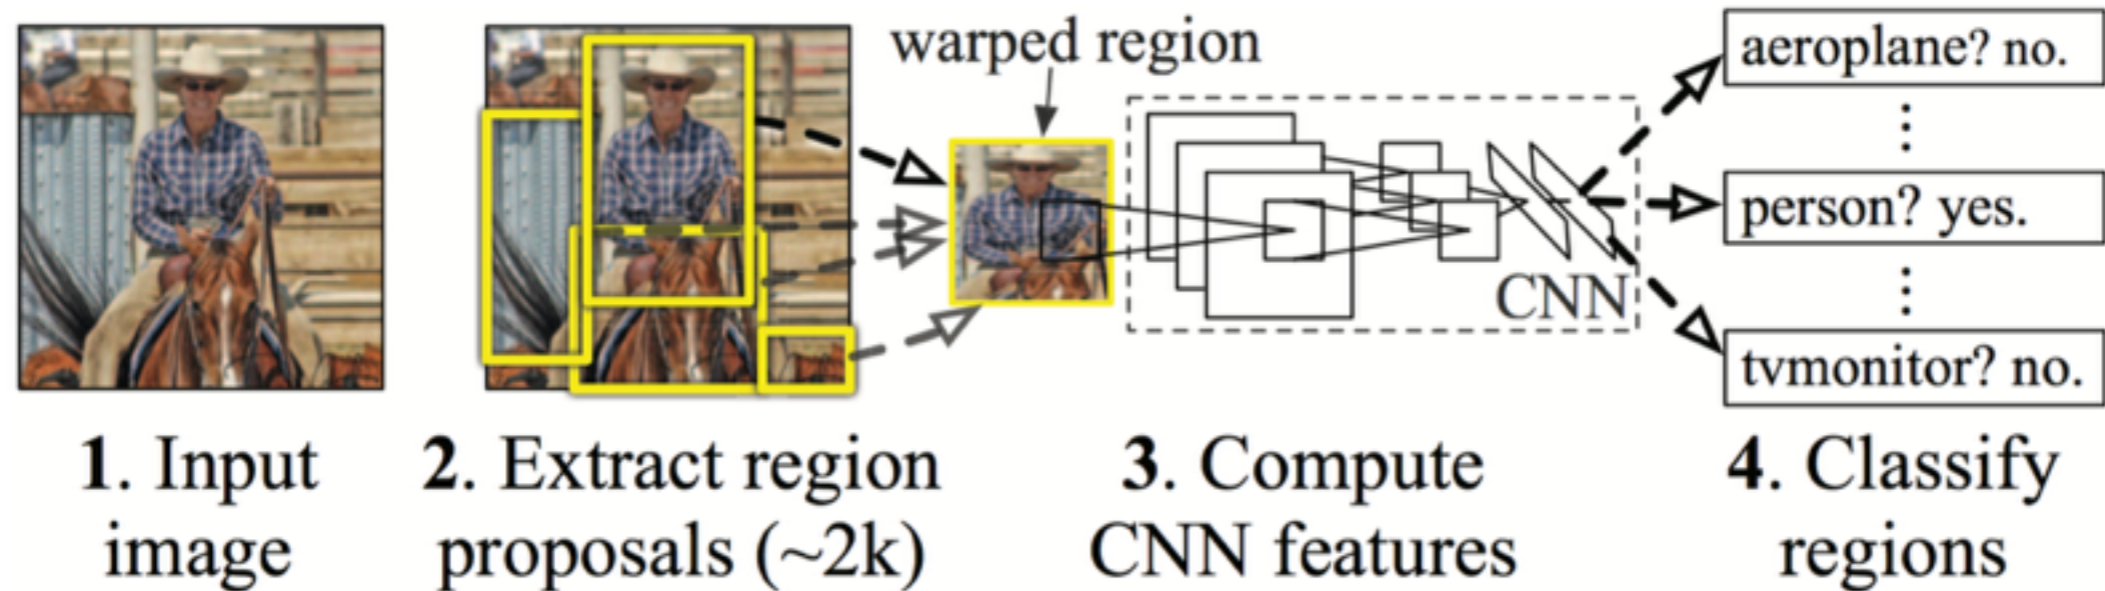 warped region
aeroplane? no.
person? yes.
CNN
tvmonitor? no.
1. Input
image
2. Extract region
proposals (~2k)
3. Compute
CNN features
4. Classify
regions